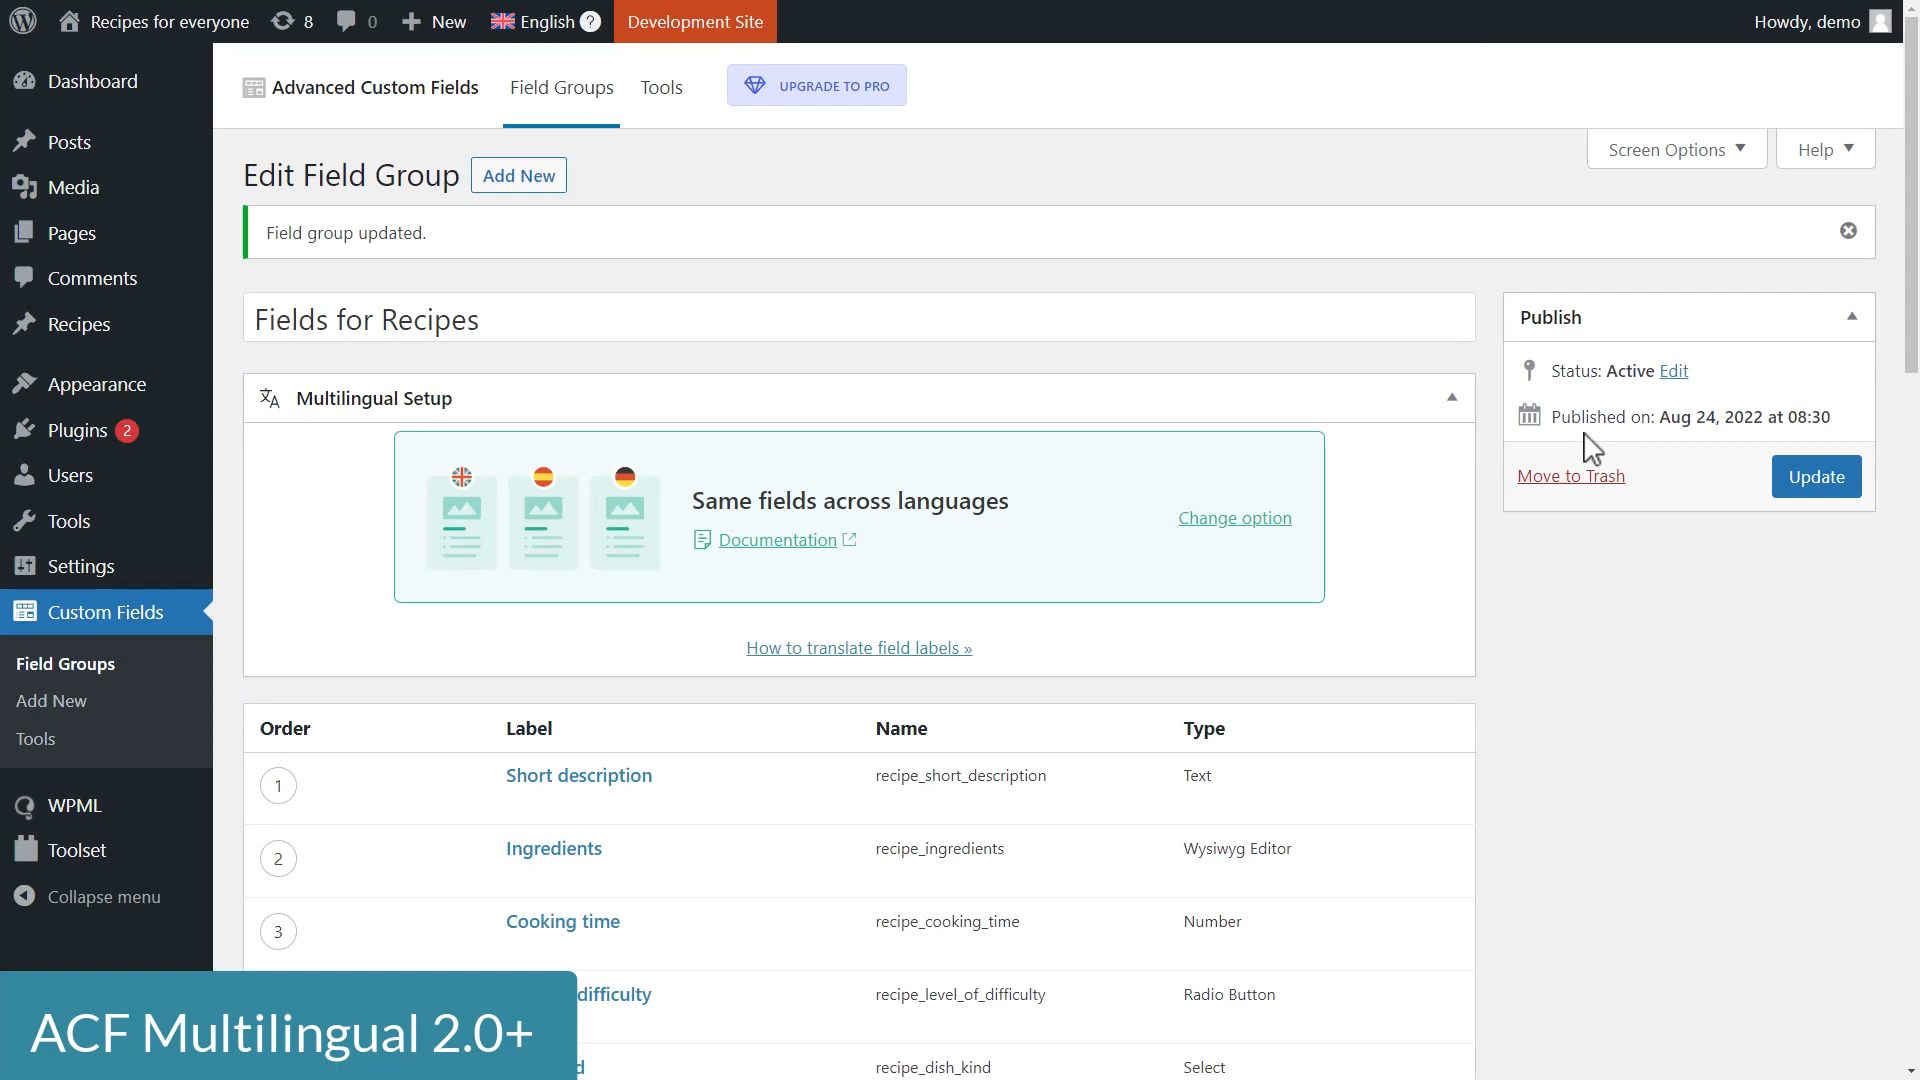 Recipes for everyone 8 0 New English ? Development Site Howdy, demo
Dashboard
Posts
Media
Pages
Comments
Recipes
Appearance
Plugins 2
Users
Tools
Settings
Custom Fields
Field Groups
Add New
Tools
WPML
Toolset
Collapse menu
Advanced Custom Fields Field Groups Tools UPGRADE TO PRO
Screen Options Help
Edit Field Group Add New
Field group updated.
Fields for Recipes
Multilingual Setup
Same fields across languages
Documentation
Change option
How to translate field labels »
Order Label Name Type
1 Short description recipe_short_description Text
2 Ingredients recipe_ingredients Wysiwyg Editor
3 Cooking time recipe_cooking_time Number
difficulty recipe_level_of_difficulty Radio Button
d recipe_dish_kind Select
Publish
Status: Active Edit
Published on: Aug 24, 2022 at 08:30
Move to Trash Update
ACF Multilingual 2.0+